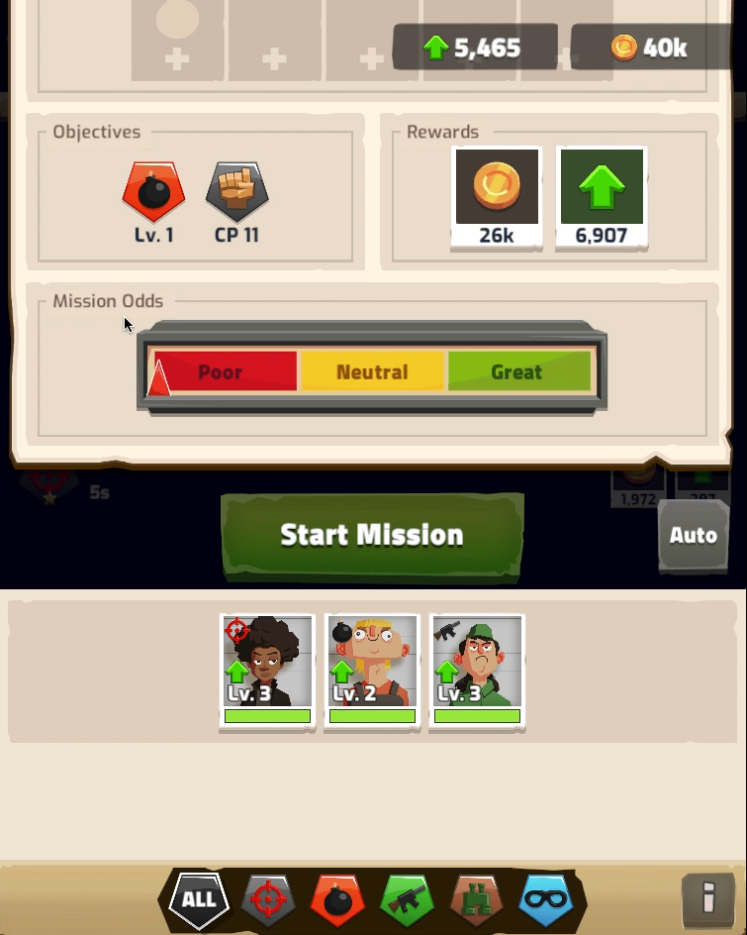 5,465
40k
Objectives
Rewards
Lv. 1
CP 11
26k
6,907
Mission Odds
Poor
Neutral
Great
5s
1,972
Start Mission
Auto
Lv. 3
Lv. 2
Lv. 3
ALL
i